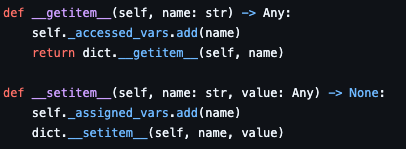 def __getitem__(self, name: str) -> Any:
    self._accessed_vars.add(name)
    return dict.__getitem__(self, name)

def __setitem__(self, name: str, value: Any) -> None:
    self._assigned_vars.add(name)
    dict.__setitem__(self, name, value)